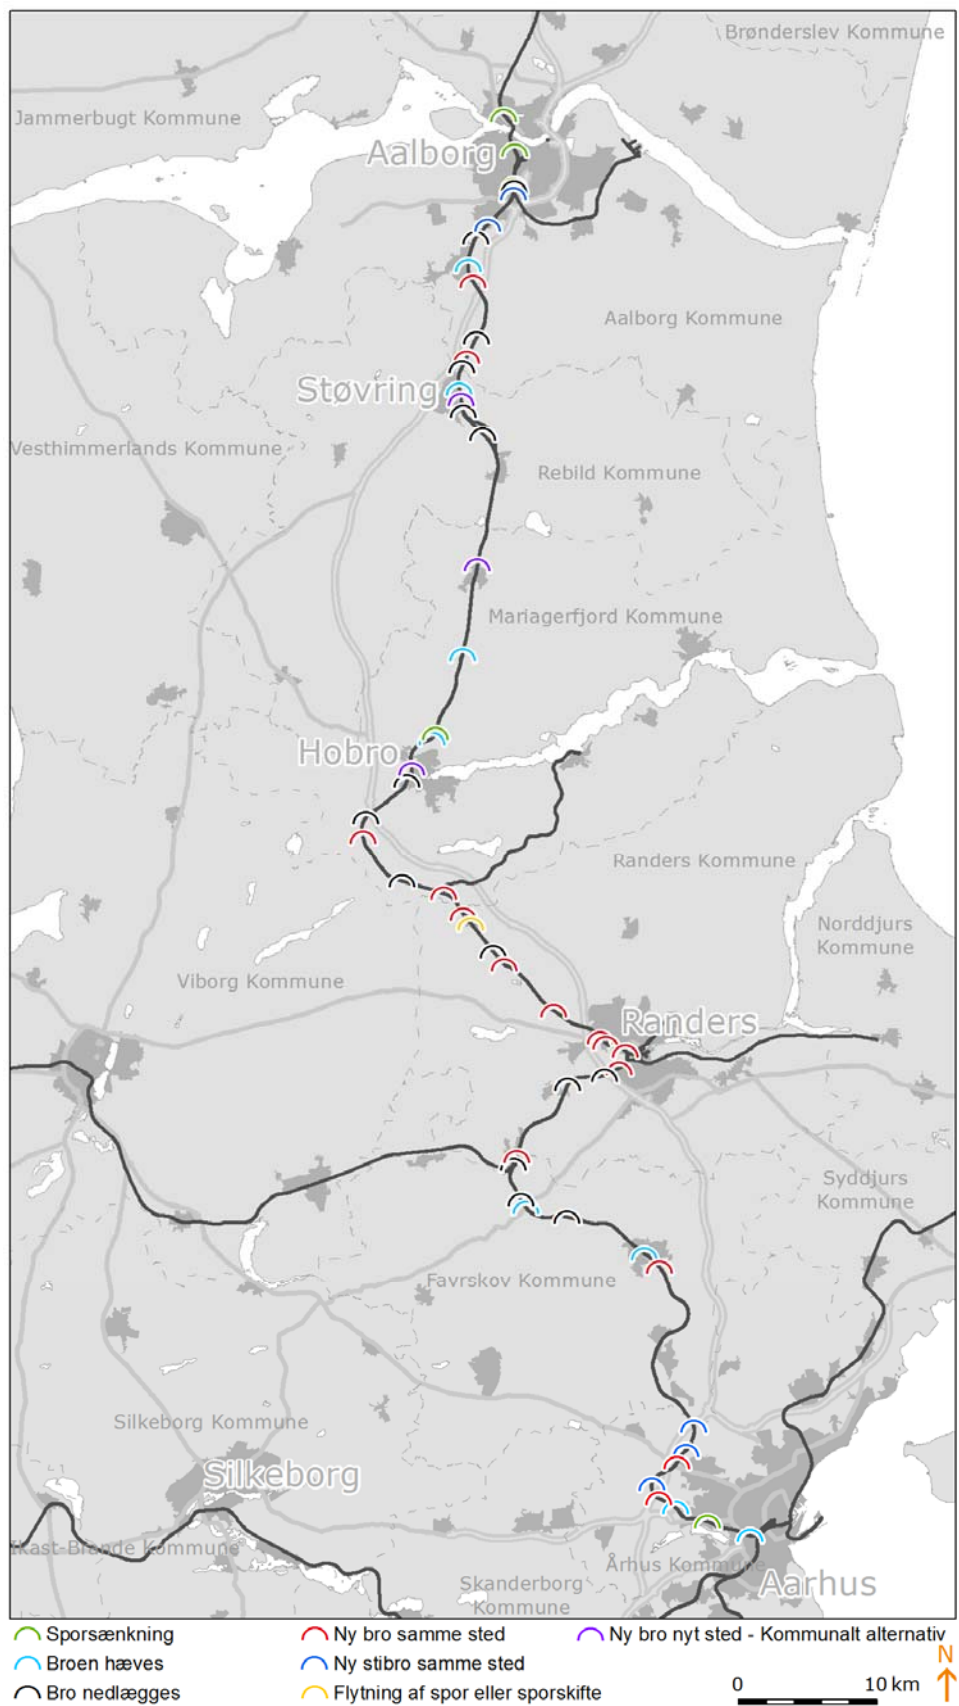 Brønderslev Kommune
Jammerbugt Kommune
Aalborg
Aalborg Kommune
Støvring
Vesthimmerlands Kommune
Rebild Kommune
Mariagerfjord Kommune
Hobro
Randers Kommune
Norddjurs
Kommune
Viborg Kommune
Randers
Syddjurs
Kommune
Favrskov Kommune
Silkeborg Kommune
Silkeborg
Ikast-Brande Kommune
Århus Kommune
Skanderborg
Kommune
Aarhus
Sporsænkning
Ny bro samme sted
Ny bro nyt sted - Kommunalt alternativ
Broen hæves
Ny stibro samme sted
Bro nedlægges
Flytning af spor eller sporskifte
0 10 km
N